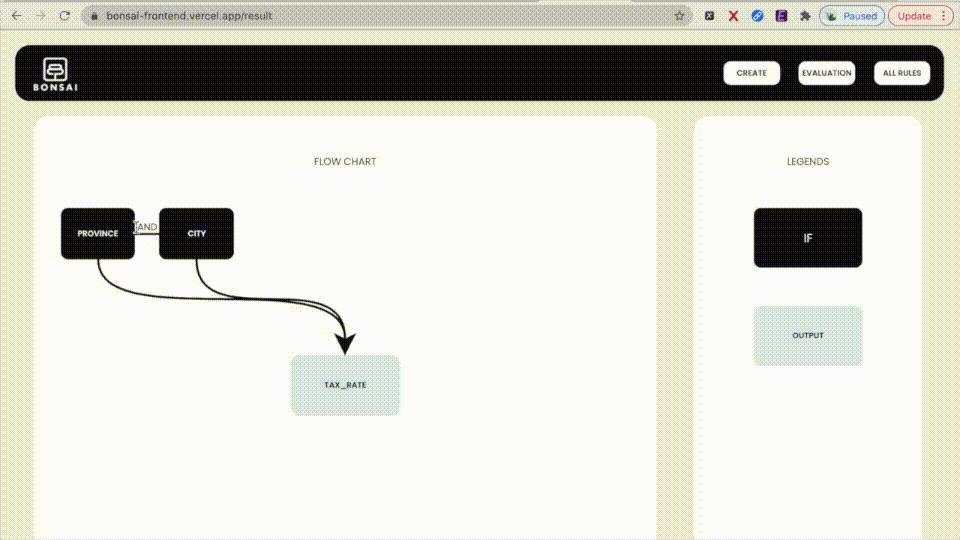 bonsai-frontend.vercel.app/result
Paused
Update
BONSAI
CREATE
EVALUATION
ALL RULES
FLOW CHART
LEGENDS
PROVINCE
AND
CITY
IF
OUTPUT
TAX_RATE